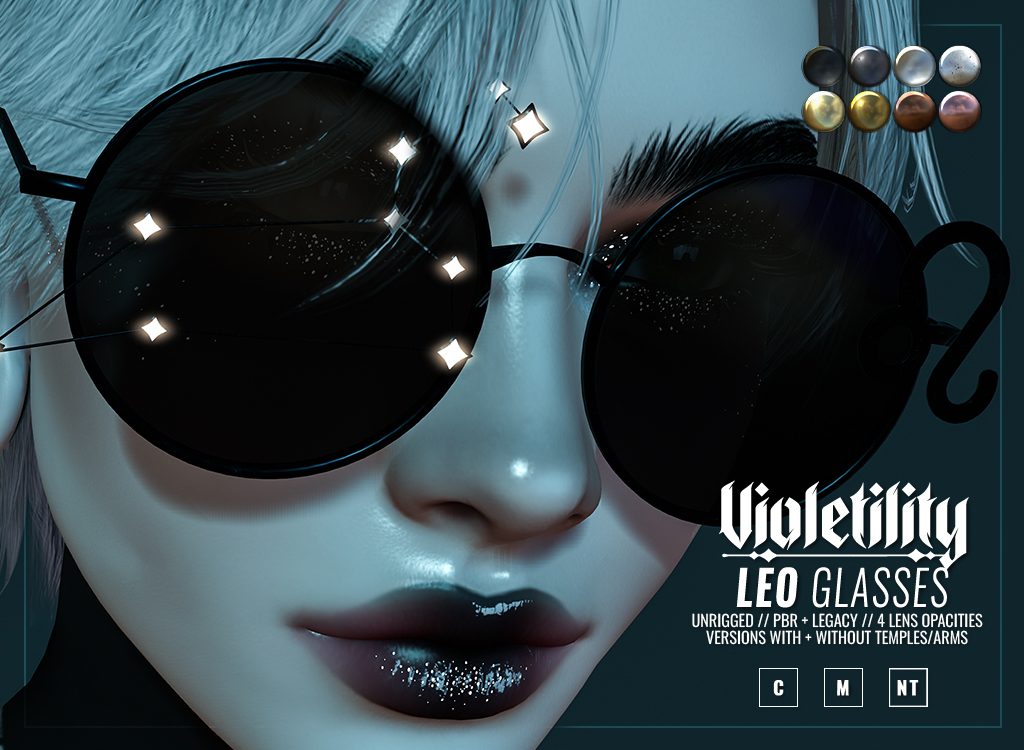 Violetility
LEO GLASSES
UNRIGGED // PBR + LEGACY // 4 LENS OPACITIES
VERSIONS WITH + WITHOUT TEMPLES/ARMS
C M NT